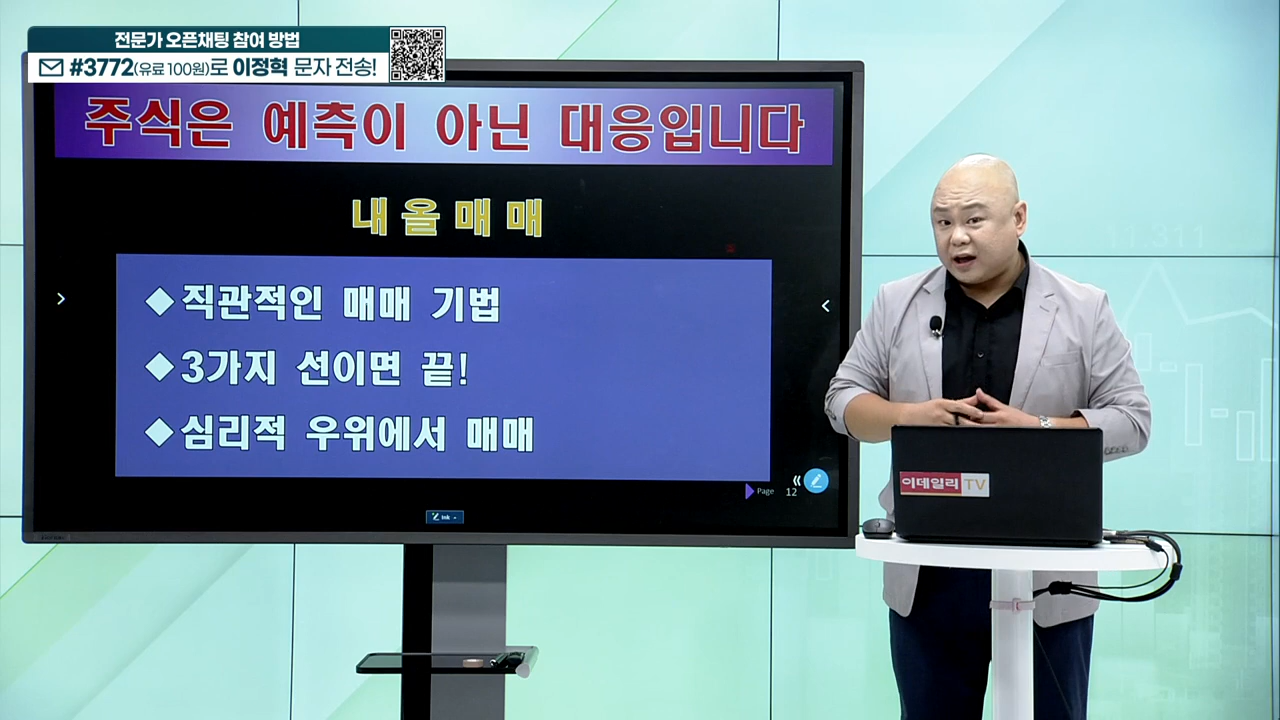 전문가 오픈채팅 참여 방법
#3772(유료 100원)로 이정혁 문자 전송!
주식은 예측이 아닌 대응입니다
내올매매
◆직관적인 매매 기법
◆3가지 선이면 끝!
◆심리적 우위에서 매매
Page 12
Ink
이데일리TV
311